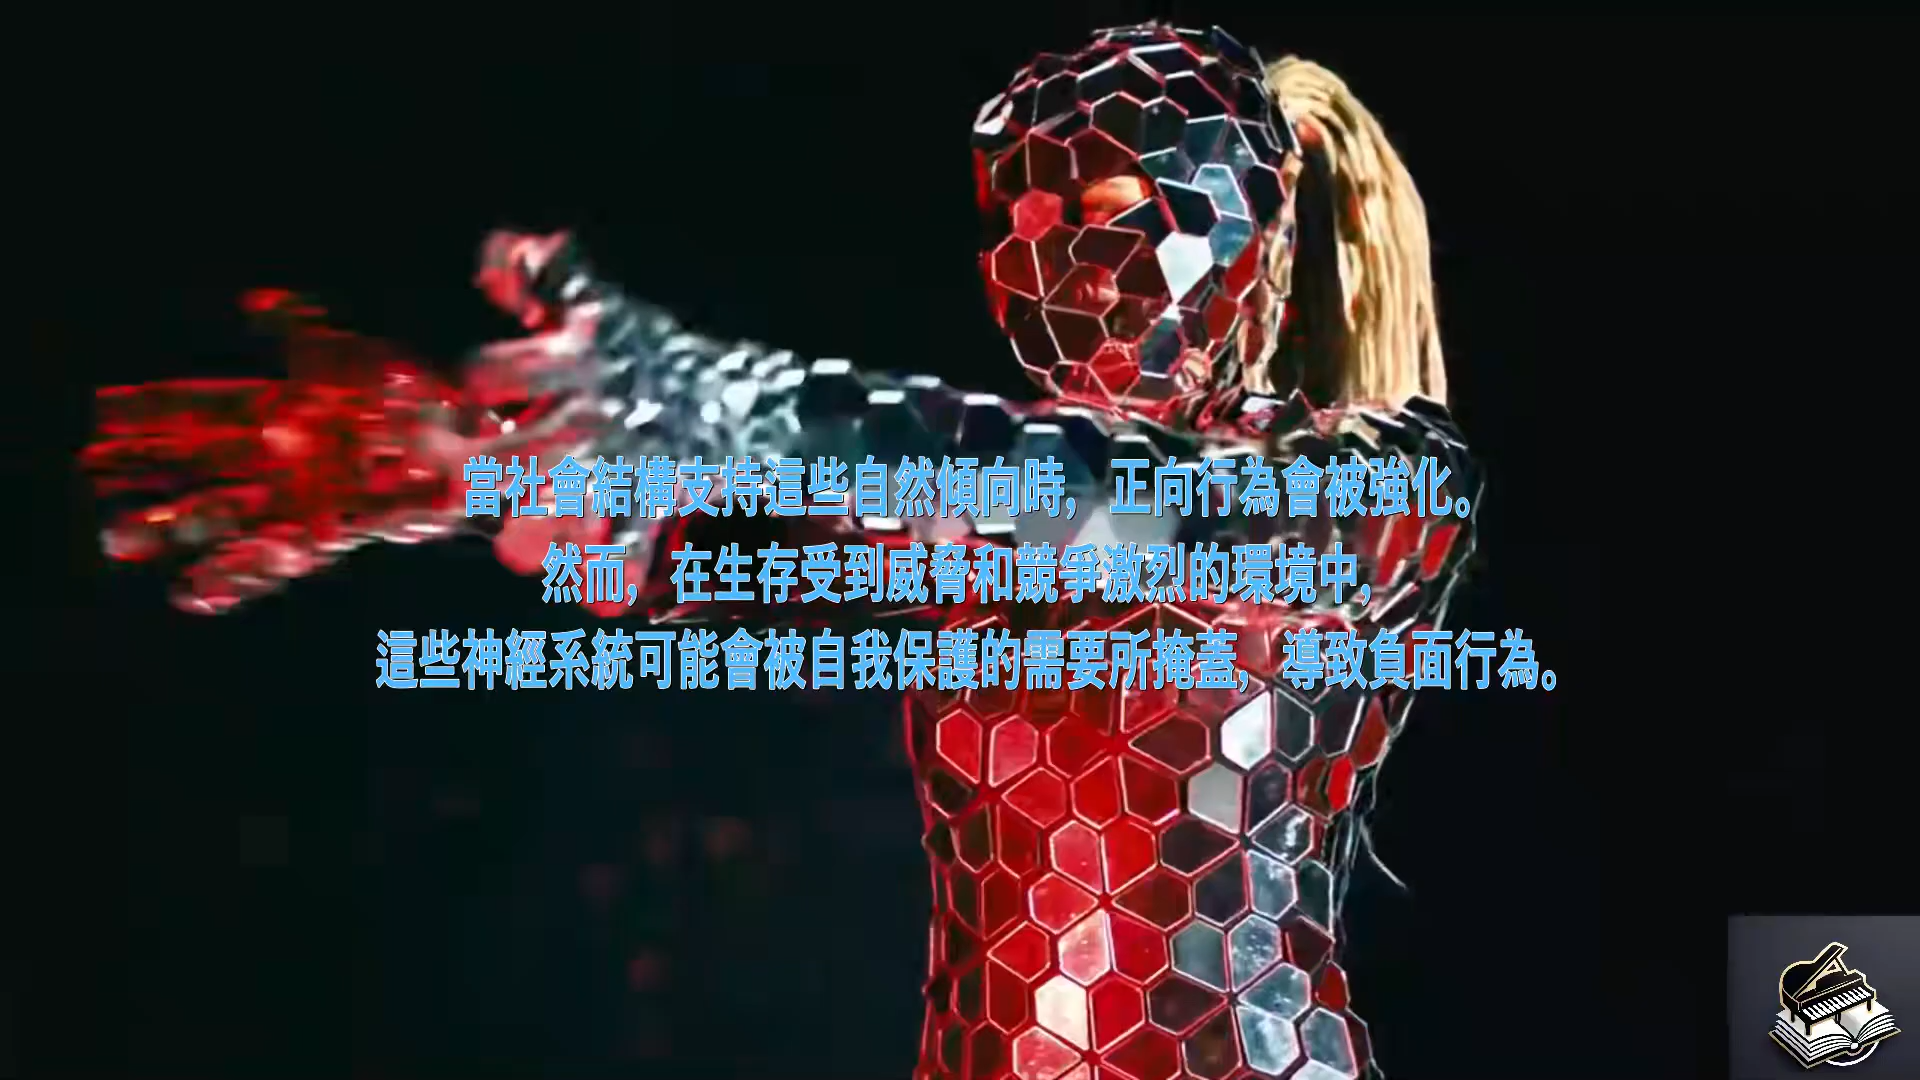 當社會結構支持這些自然傾向時，正向行為會被強化。
然而，在生存受到威脅和競爭激烈的環境中，
這些神經系統可能會被自我保護的需要所掩蓋，導致負面行為。